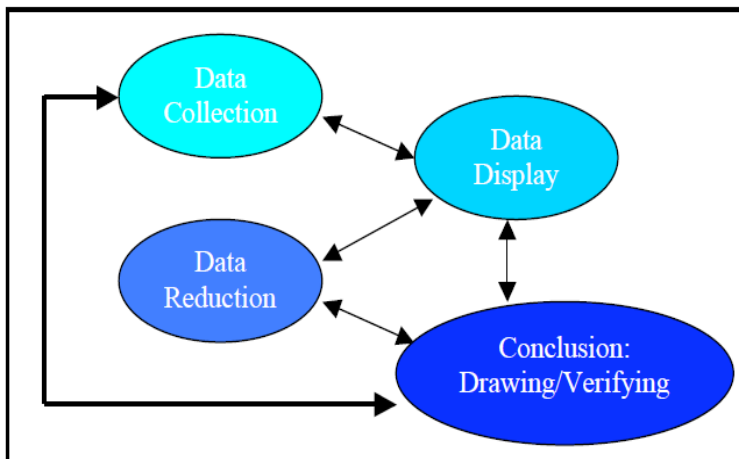 Data
Collection
Data
Display
Data
Reduction
Conclusion:
Drawing/Verifying